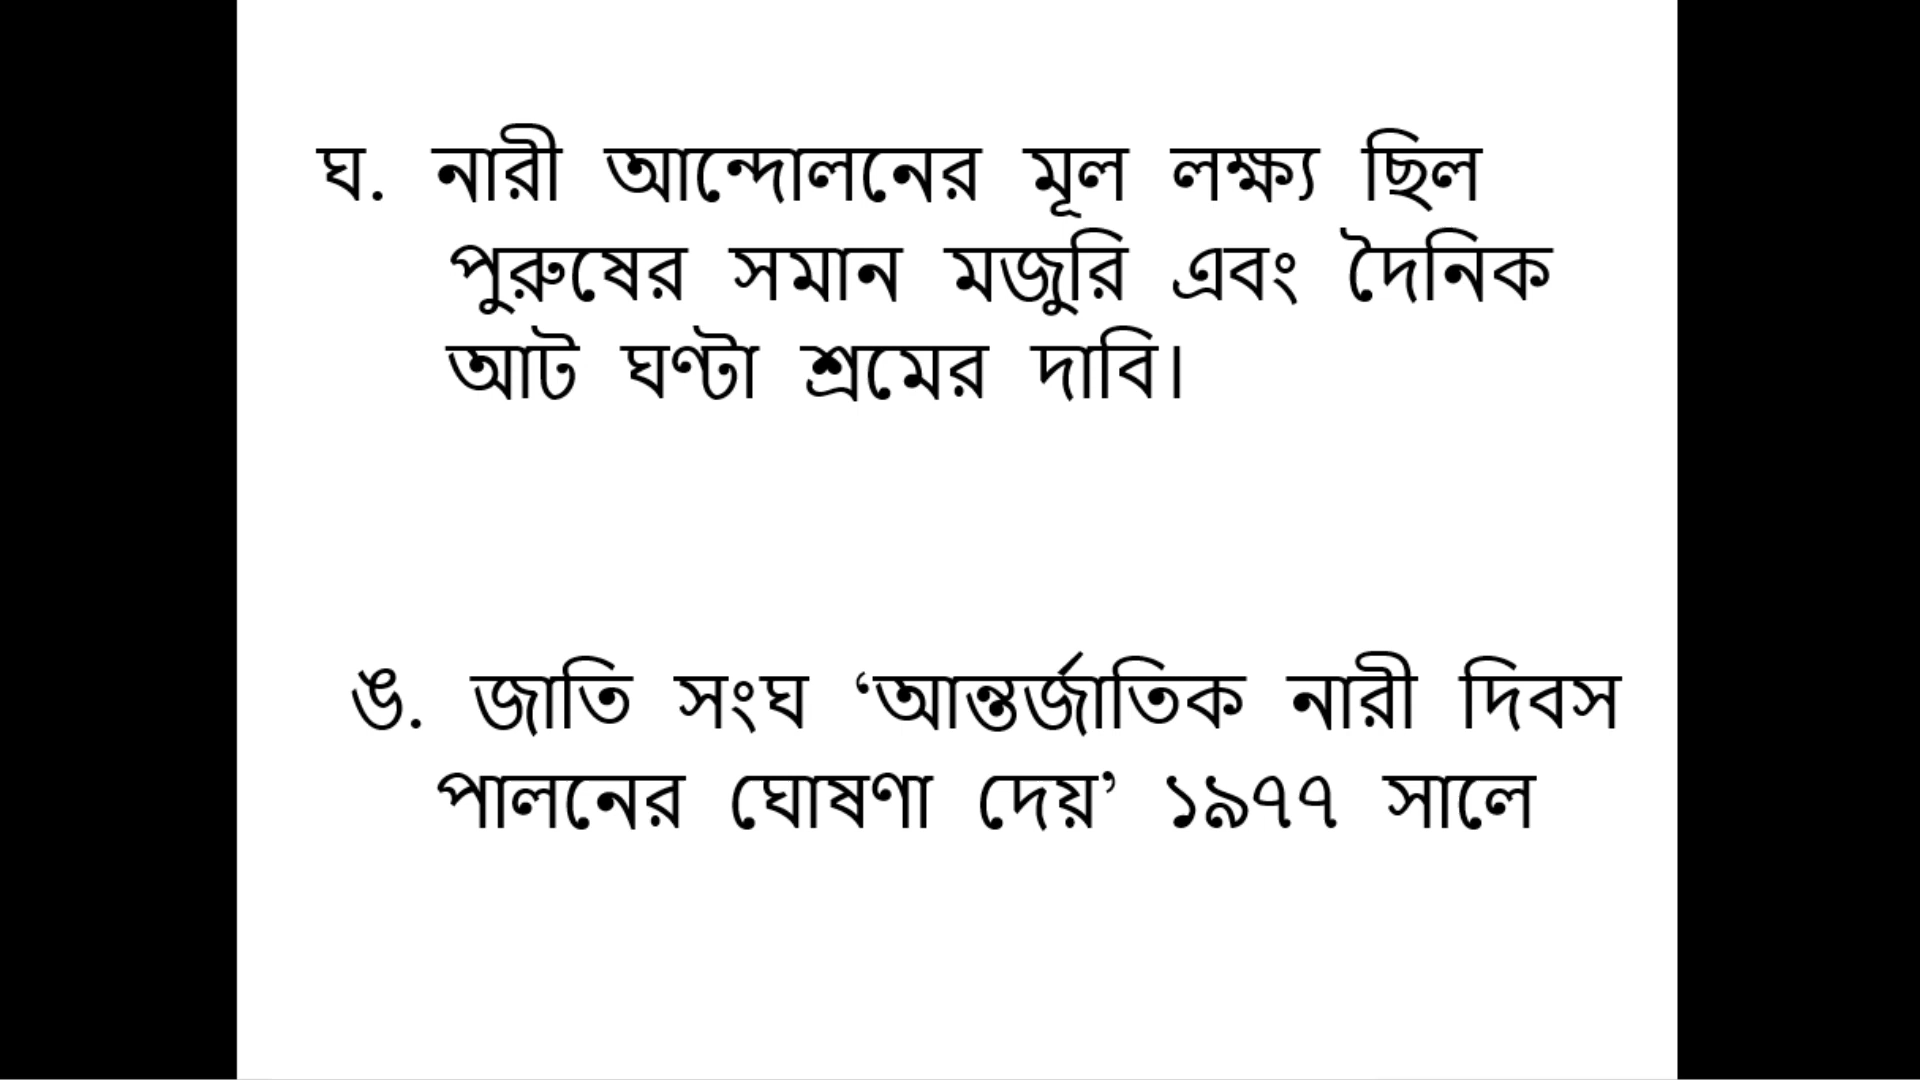 ঘ. নারী আন্দোলনের মূল লক্ষ্য ছিল
পুরুষের সমান মজুরি এবং দৈনিক
আট ঘণ্টা শ্রমের দাবি।
ঙ. জাতি সংঘ ‘আন্তর্জাতিক নারী দিবস
পালনের ঘোষণা দেয়’ ১৯৭৭ সালে